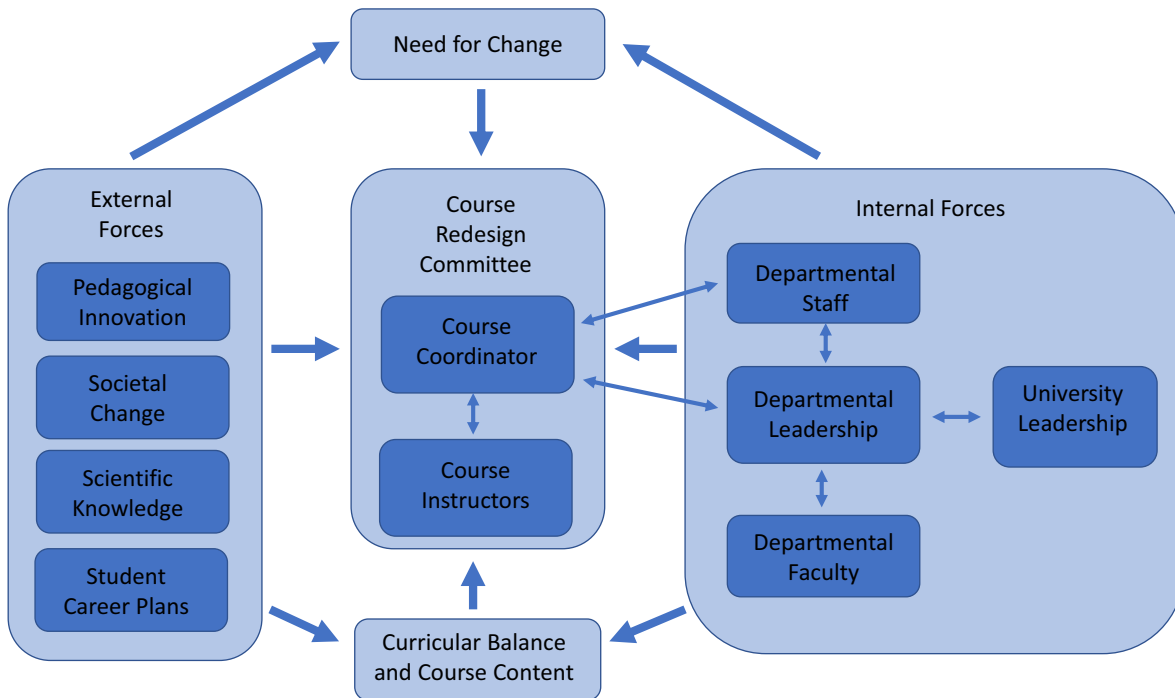 Need for Change
External
Forces
Pedagogical
Innovation
Societal
Change
Scientific
Knowledge
Student
Career Plans
Course
Redesign
Committee
Course
Coordinator
Course
Instructors
Internal Forces
Departmental
Staff
Departmental
Leadership
University
Leadership
Departmental
Faculty
Curricular Balance
and Course Content